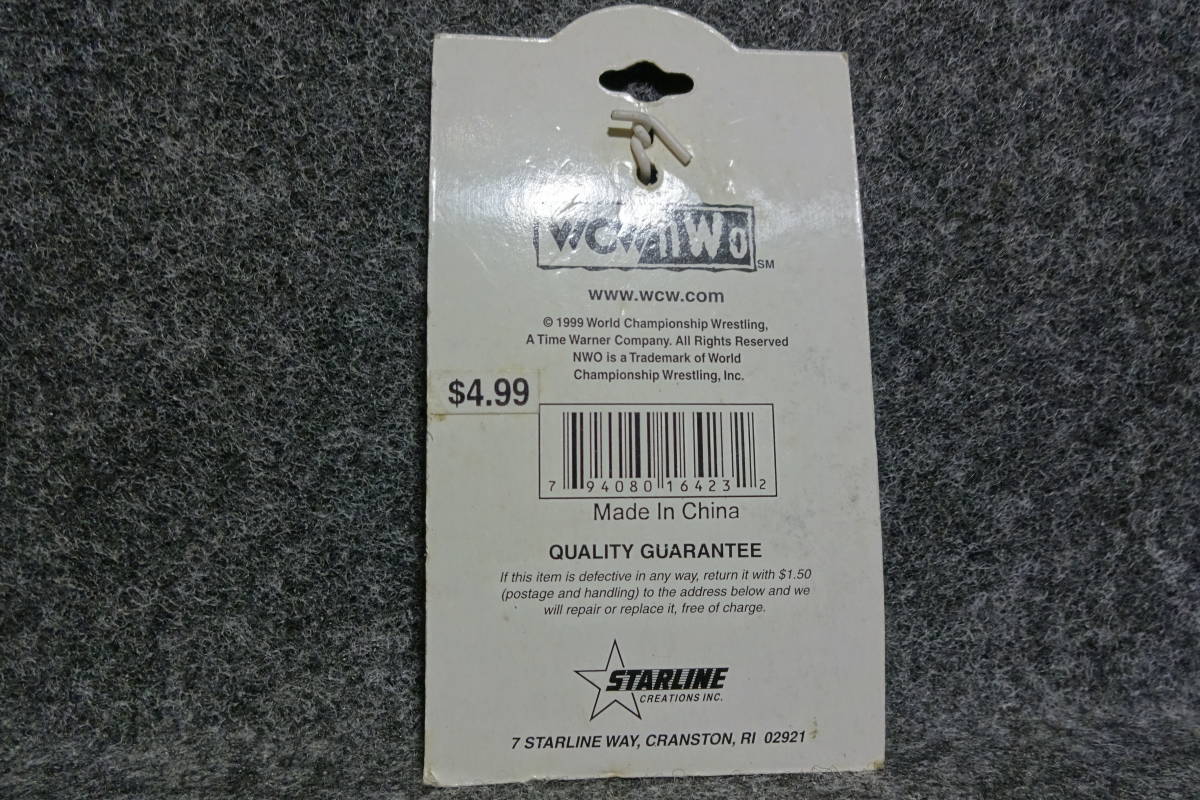 WCW nWo
SM
www.wcw.com
© 1999 World Championship Wrestling,
A Time Warner Company. All Rights Reserved
NWO is a Trademark of World
Championship Wrestling, Inc.
$4.99
7 94080 16423 2
Made In China
QUALITY GUARANTEE
If this item is defective in any way, return it with $1.50
(postage and handling) to the address below and we
will repair or replace it, free of charge.
STARLINE
CREATIONS INC.
7 STARLINE WAY, CRANSTON, RI 02921